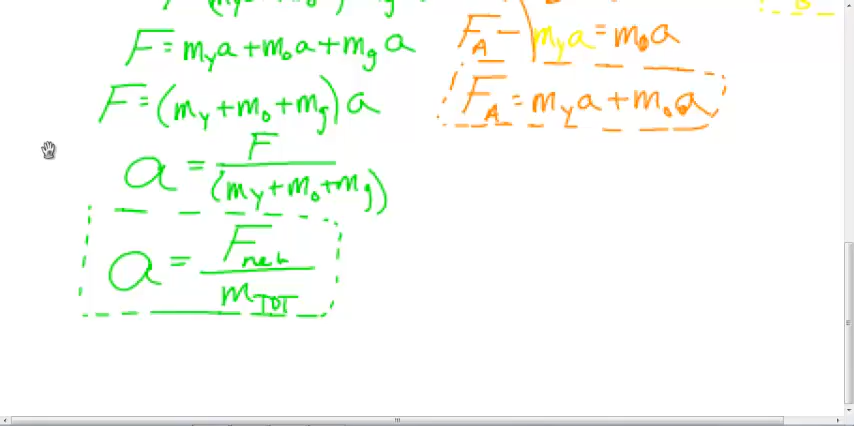 F = m_y a + m_o a + m_g a
F = (m_y + m_o + m_g) a
a = F / (m_y + m_o + m_g)
a = F_net / m_TOT
F_A - m_y a = m_o a
F_A = m_y a + m_o a
B